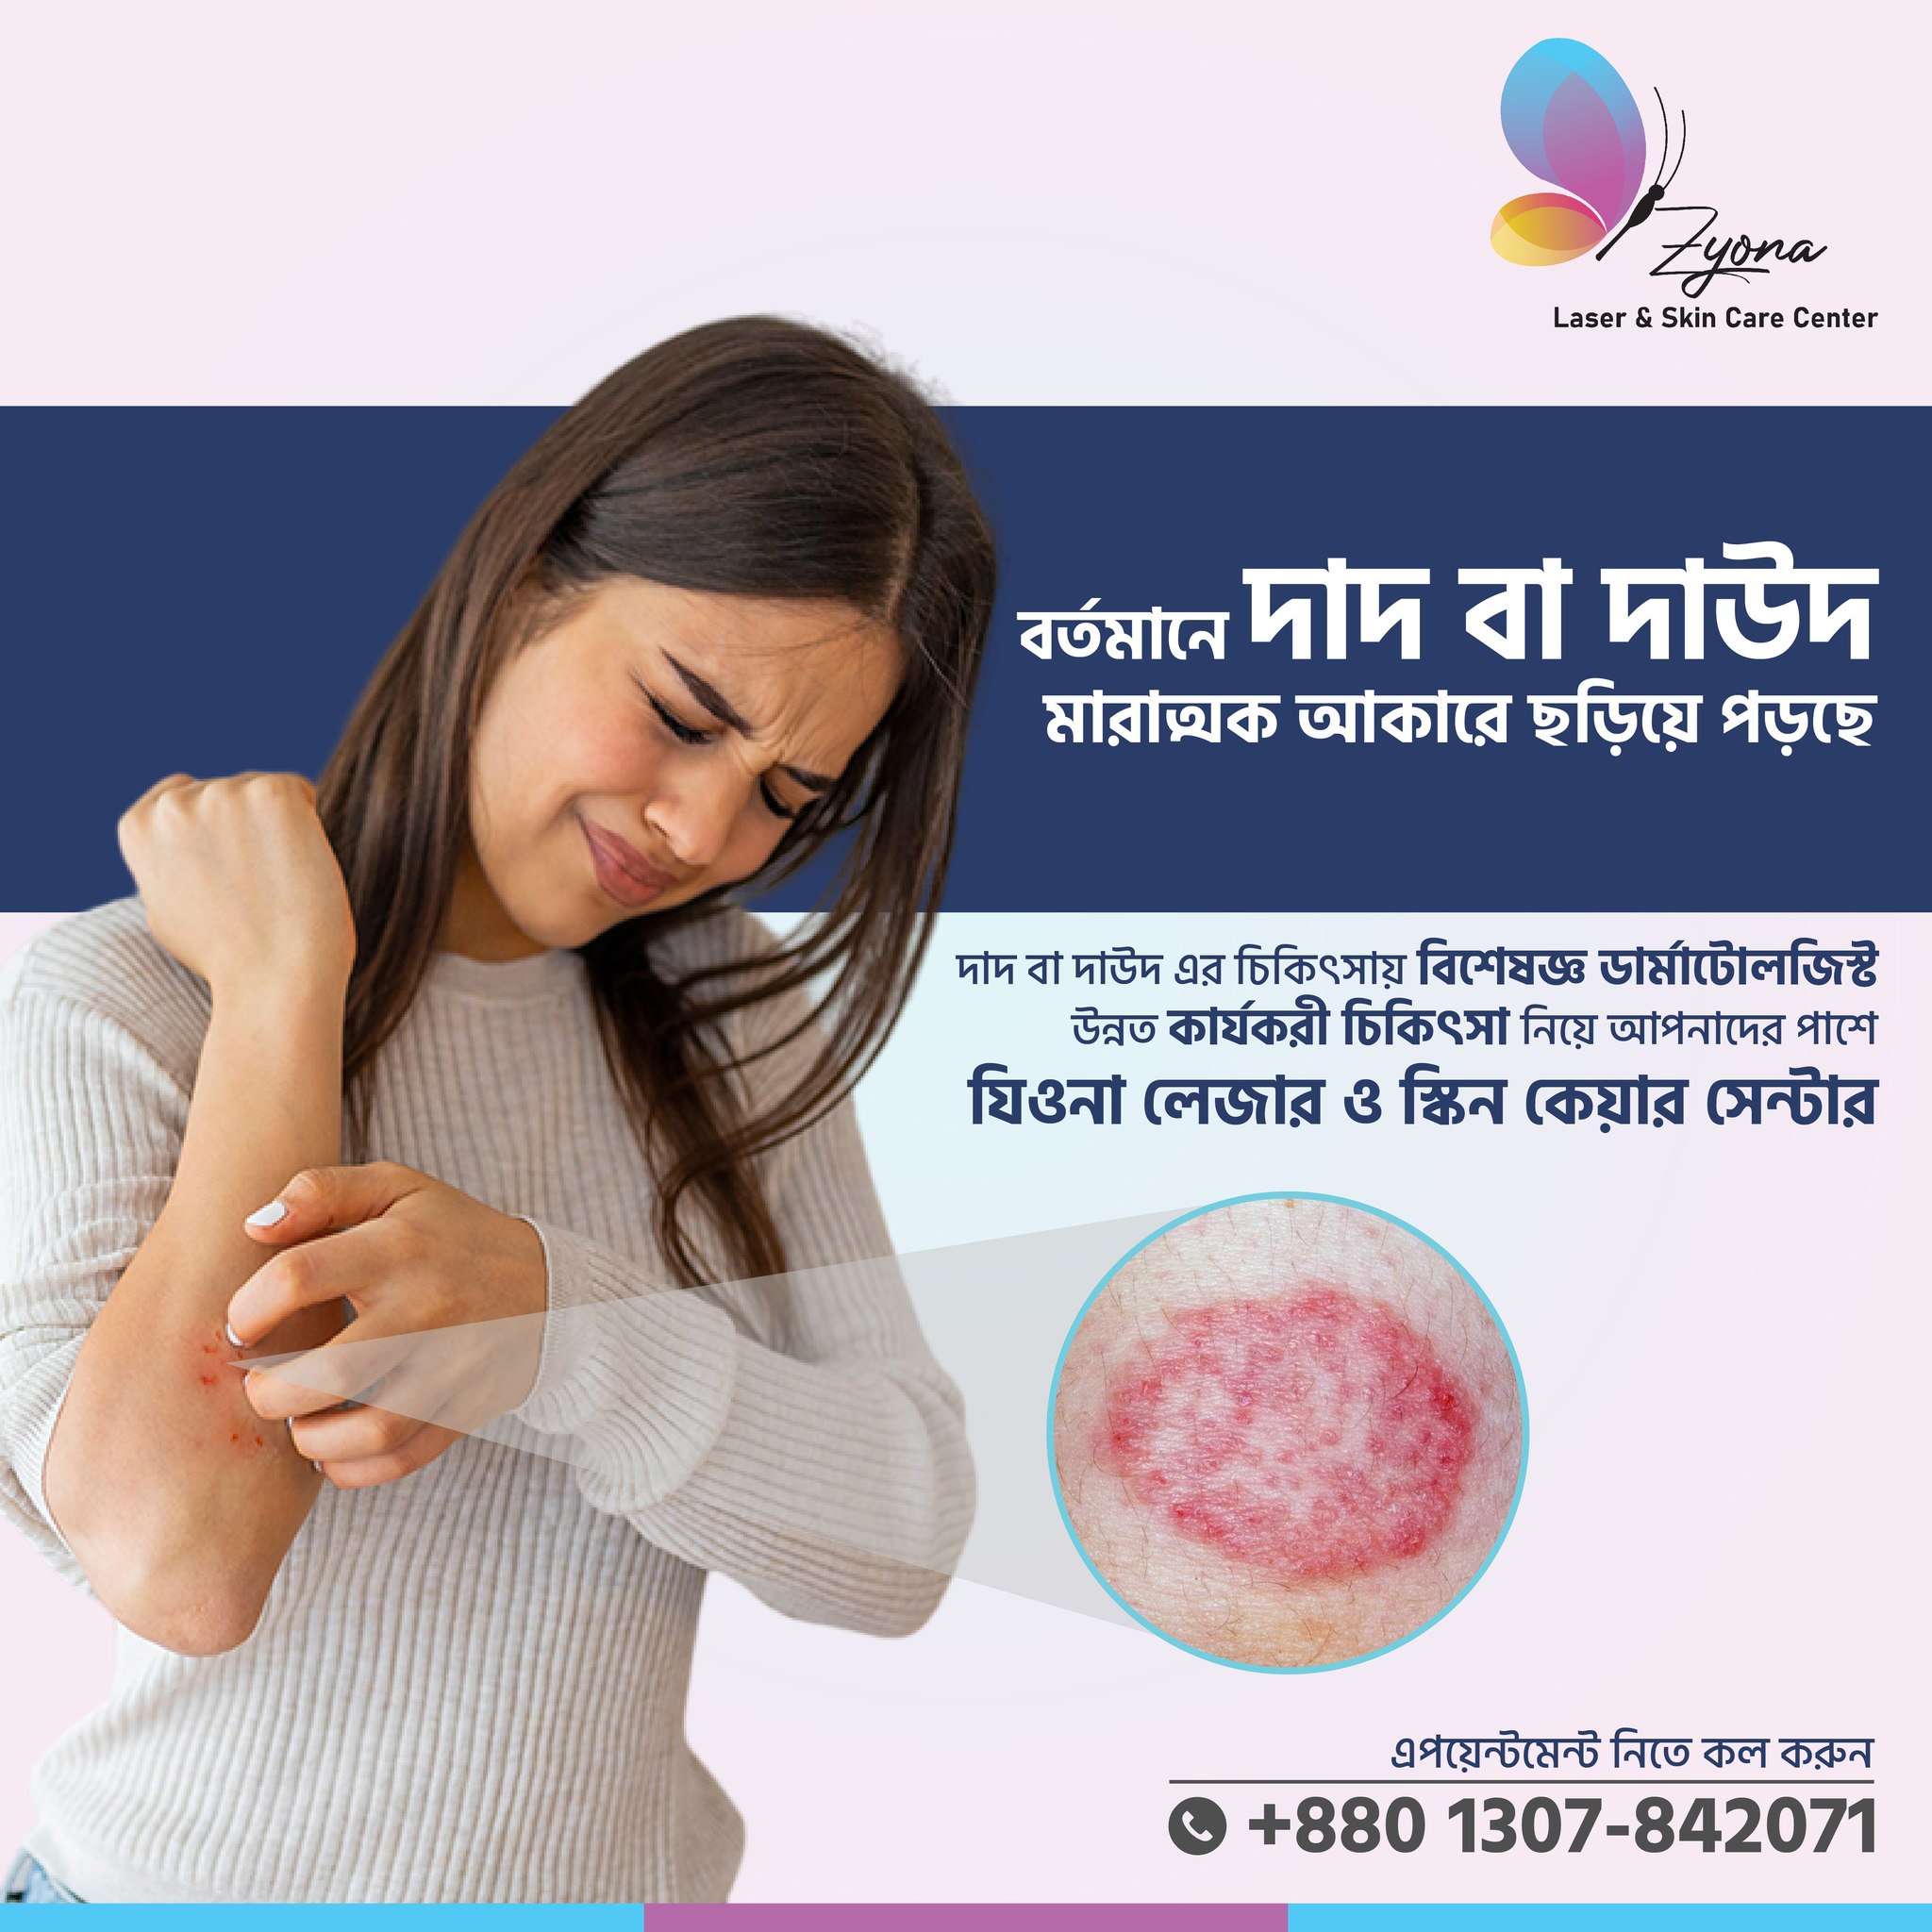 Zyona
Laser & Skin Care Center
বর্তমানে দাদ বা দাউদ
মারাত্মক আকারে ছড়িয়ে পড়ছে
দাদ বা দাউদ এর চিকিৎসায় বিশেষজ্ঞ ডার্মাটোলজিস্ট
উন্নত কার্যকরী চিকিৎসা নিয়ে আপনাদের পাশে
যিওনা লেজার ও স্কিন কেয়ার সেন্টার
এপয়েন্টমেন্ট নিতে কল করুন
+880 1307-842071